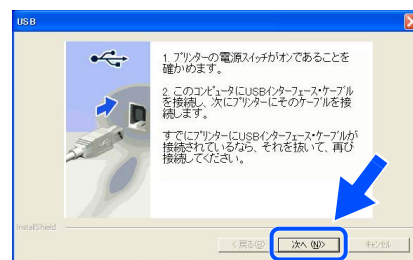 USB
1. プリンターの電源スイッチがオンであることを
確かめます。
2. このコンピュータにUSBインターフェース・ケーブル
を接続し、次にプリンターにそのケーブルを接
続します。
すでにプリンターにUSBインターフェース・ケーブルが
接続されているなら、それを抜いて、再び
接続してください。
InstallShield
< 戻る(B)
次へ (N)>
キャンセル